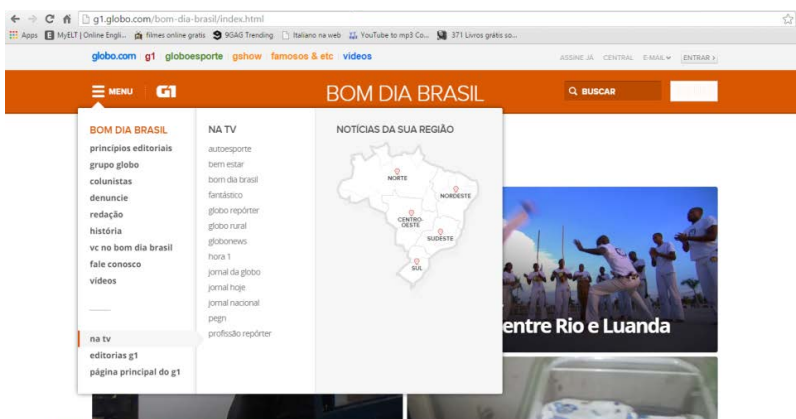 g1.globo.com/bom-dia-brasil/index.html
Apps MyELT | Online Engli... filmes online gratis 9GAG Trending Italiano na web YouTube to mp3 Co... 371 Livros grátis so...
globo.com g1 globoesporte gshow famosos & etc vídeos ASSINE JÁ CENTRAL E-MAIL ENTRAR ›
MENU G1 BOM DIA BRASIL BUSCAR
BOM DIA BRASIL
princípios editoriais
grupo globo
colunistas
denuncie
redação
história
vc no bom dia brasil
fale conosco
vídeos
na tv
editorias g1
página principal do g1
NA TV
autoesporte
bem estar
bom dia brasil
fantástico
globo repórter
globo rural
globonews
hora 1
jornal da globo
jornal hoje
jornal nacional
pegn
profissão repórter
NOTÍCIAS DA SUA REGIÃO
NORTE
NORDESTE
CENTRO-
OESTE
SUDESTE
SUL
entre Rio e Luanda